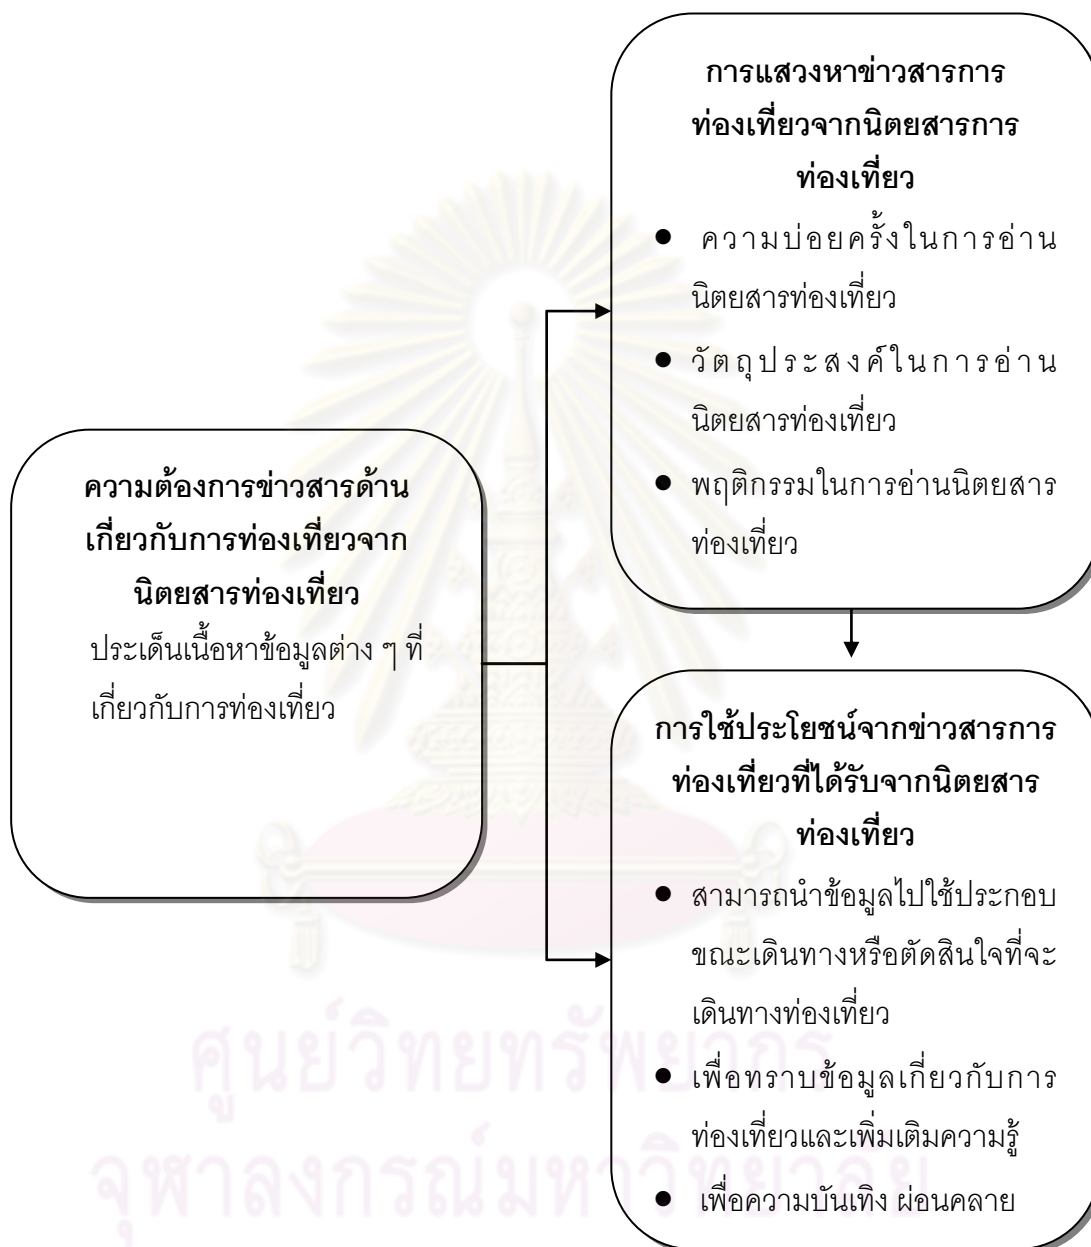 การแสวงหาข่าวสารการ
ท่องเที่ยวจากนิตยสารการ
ท่องเที่ยว
● ความบ่อยครั้งในการอ่าน
นิตยสารท่องเที่ยว
● วัตถุประสงค์ในการอ่าน
นิตยสารท่องเที่ยว
● พฤติกรรมในการอ่านนิตยสาร
ท่องเที่ยว
ความต้องการข่าวสารด้าน
เกี่ยวกับการท่องเที่ยวจาก
นิตยสารท่องเที่ยว
ประเด็นเนื้อหาข้อมูลต่าง ๆ ที่
เกี่ยวกับการท่องเที่ยว
การใช้ประโยชน์จากข่าวสารการ
ท่องเที่ยวที่ได้รับจากนิตยสาร
ท่องเที่ยว
● สามารถนำข้อมูลไปใช้ประกอบ
ขณะเดินทางหรือตัดสินใจที่จะ
เดินทางท่องเที่ยว
● เพื่อทราบข้อมูลเกี่ยวกับการ
ท่องเที่ยวและเพิ่มเติมความรู้
● เพื่อความบันเทิง ผ่อนคลาย
ศูนย์วิทยทรัพยากร
จุฬาลงกรณ์มหาวิทยาลัย